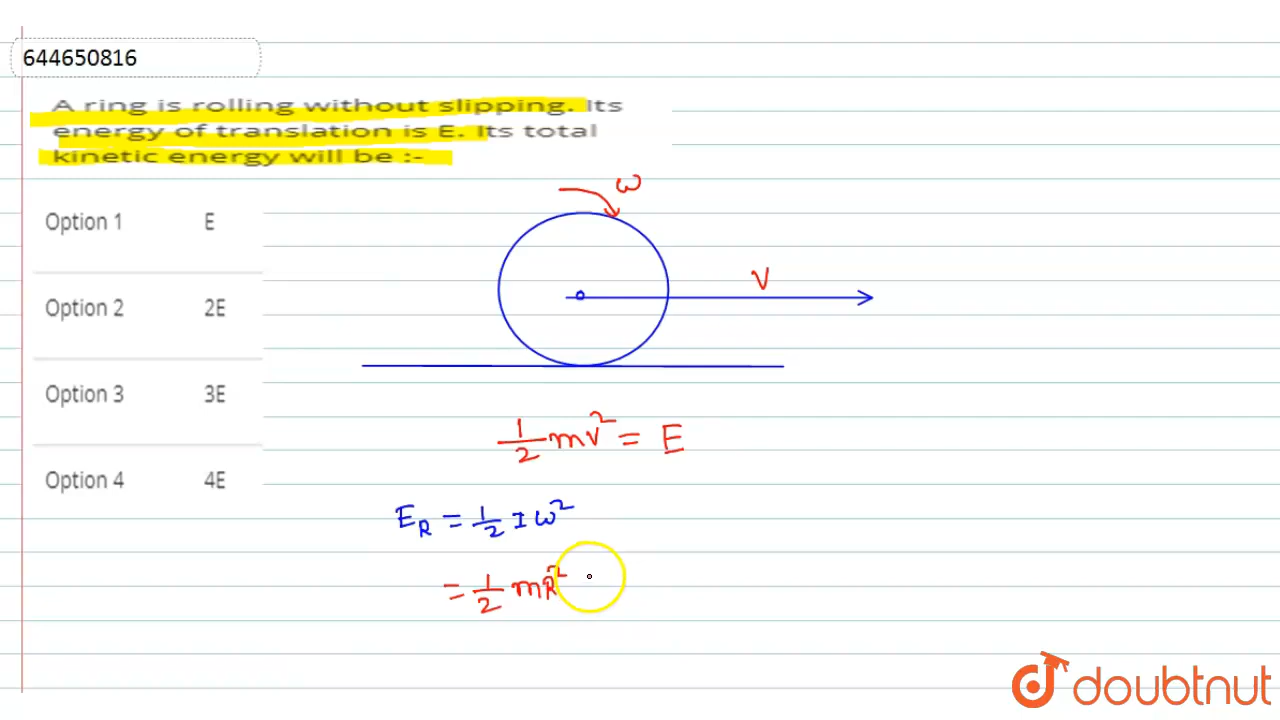 644650816
A ring is rolling without slipping. Its
energy of translation is E. Its total
kinetic energy will be :-
Option 1 E
Option 2 2E
Option 3 3E
Option 4 4E
ω
V
1/2 mv² = E
E_R = 1/2 I ω²
= 1/2 mR²
doubtnut